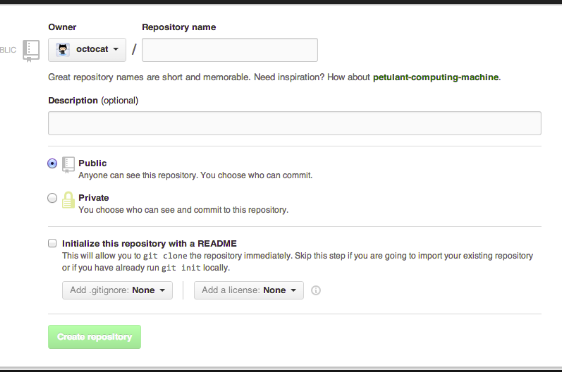 Owner
Repository name
octocat
/
Great repository names are short and memorable. Need inspiration? How about petulant-computing-machine.
Description (optional)
Public
Anyone can see this repository. You choose who can commit.
Private
You choose who can see and commit to this repository.
Initialize this repository with a README
This will allow you to git clone the repository immediately. Skip this step if you are going to import your existing repository
or if you have already run git init locally.
Add .gitignore: None
Add a license: None
Create repository